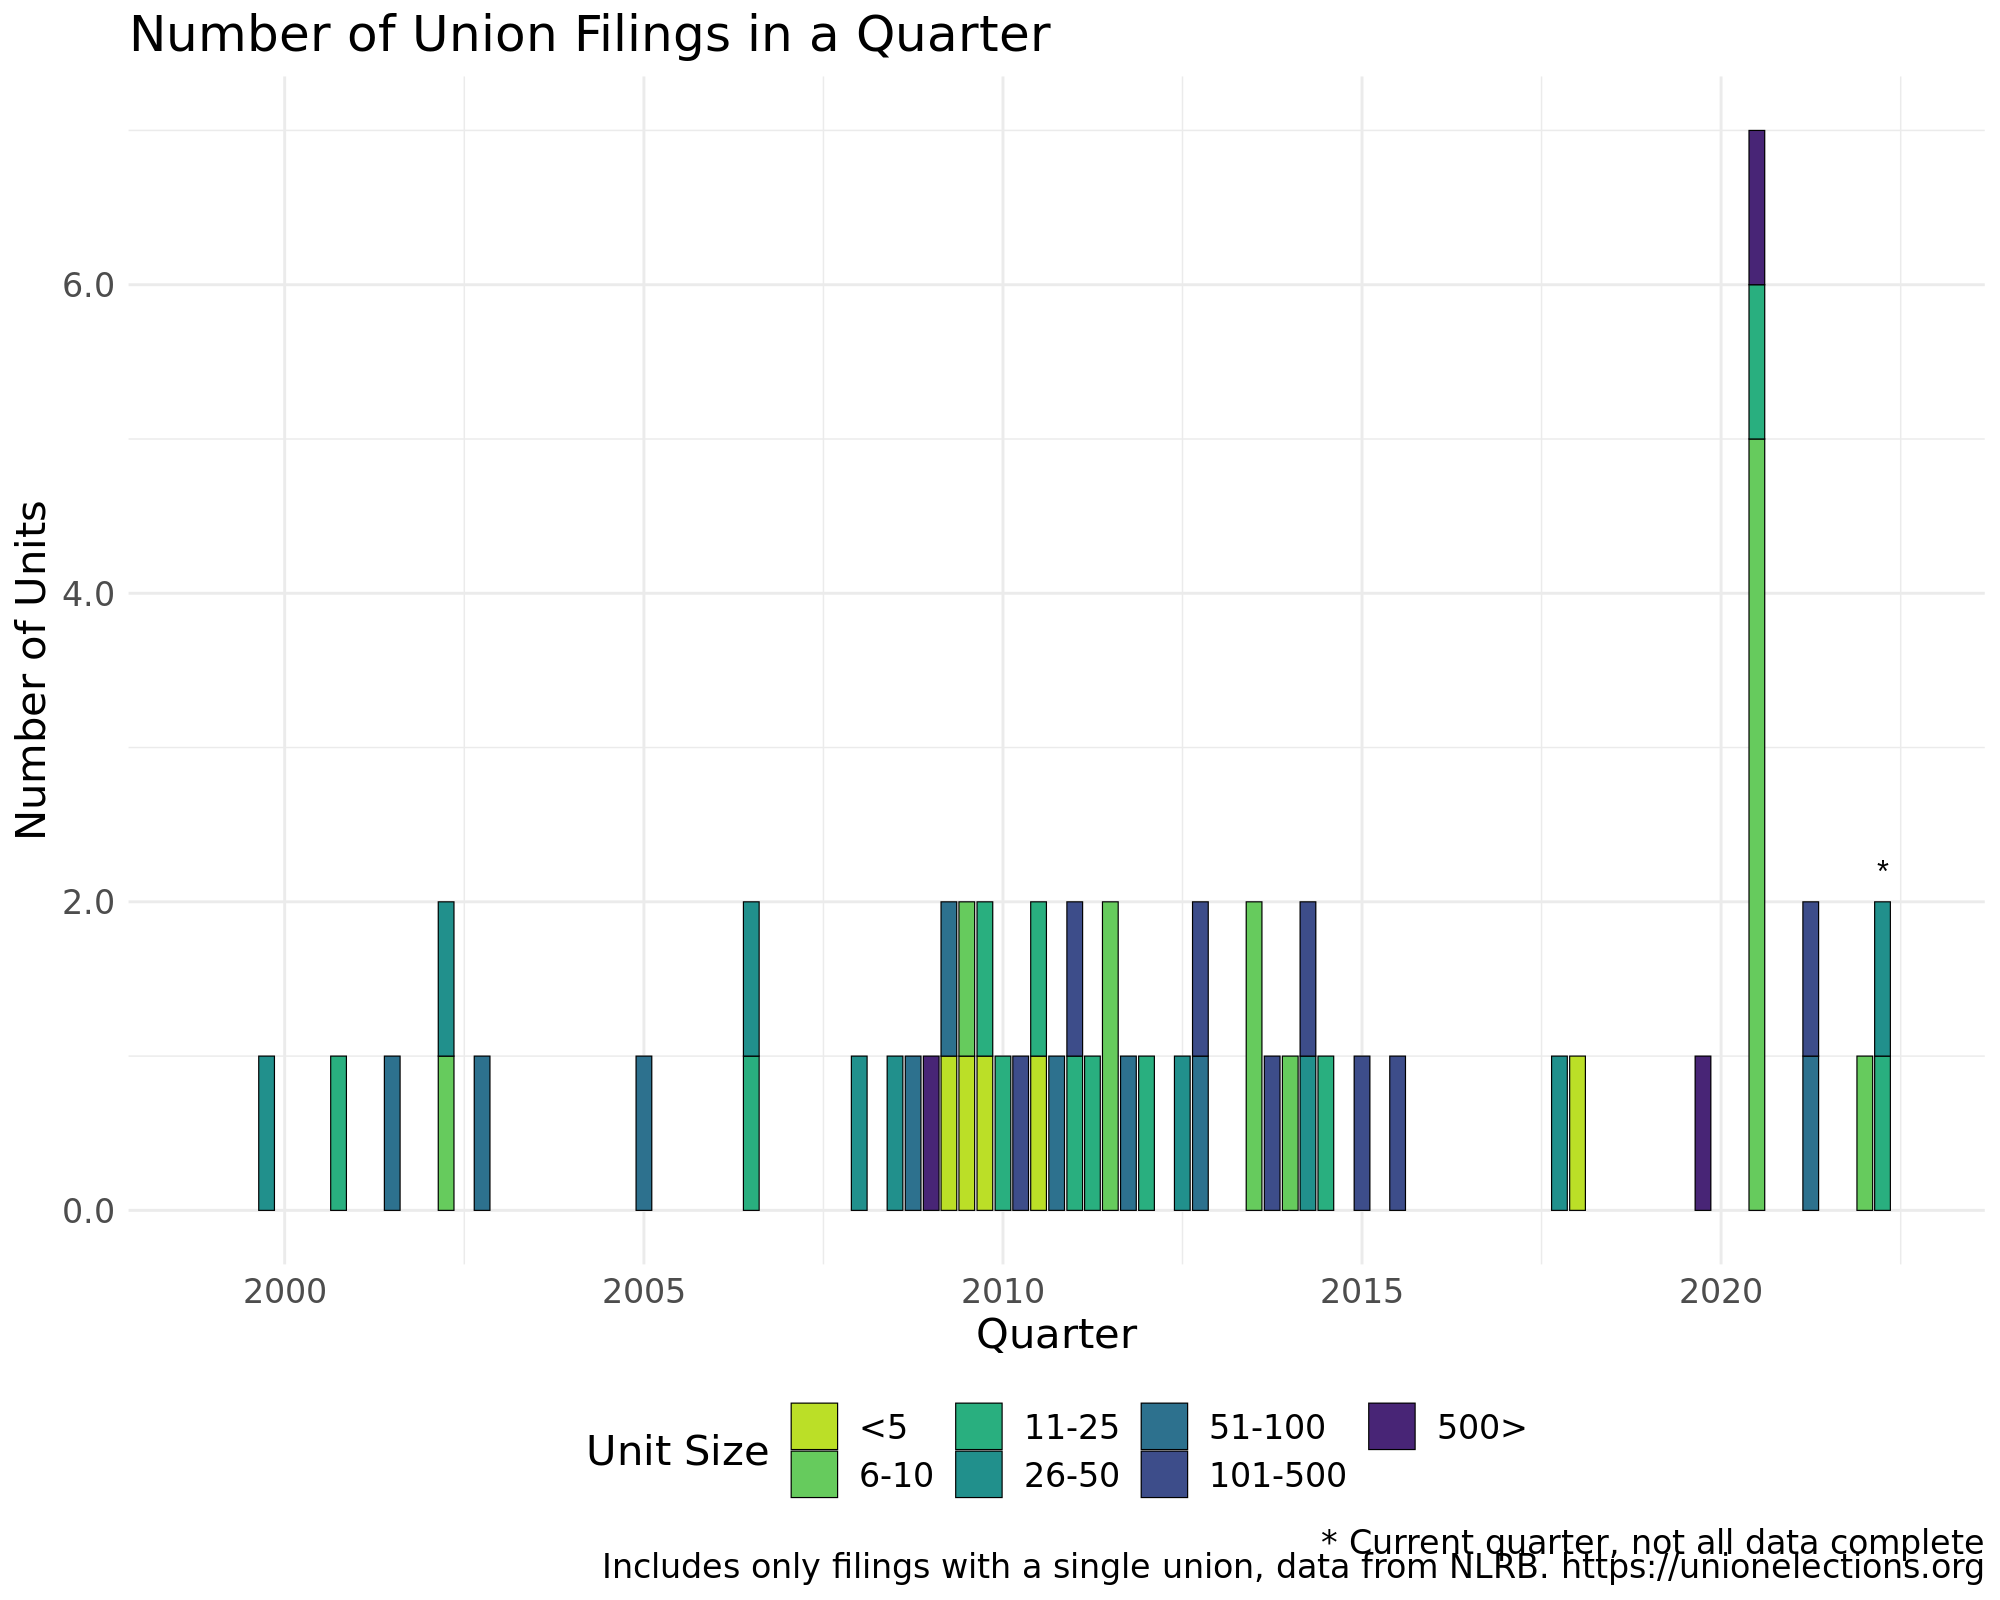 Number of Union Filings in a Quarter
Number of Units
6.0
4.0
2.0
0.0
*
2000 2005 2010 2015 2020
Quarter
Unit Size
<5 11-25 51-100 500>
6-10 26-50 101-500
* Current quarter, not all data complete
Includes only filings with a single union, data from NLRB. https://unionelections.org